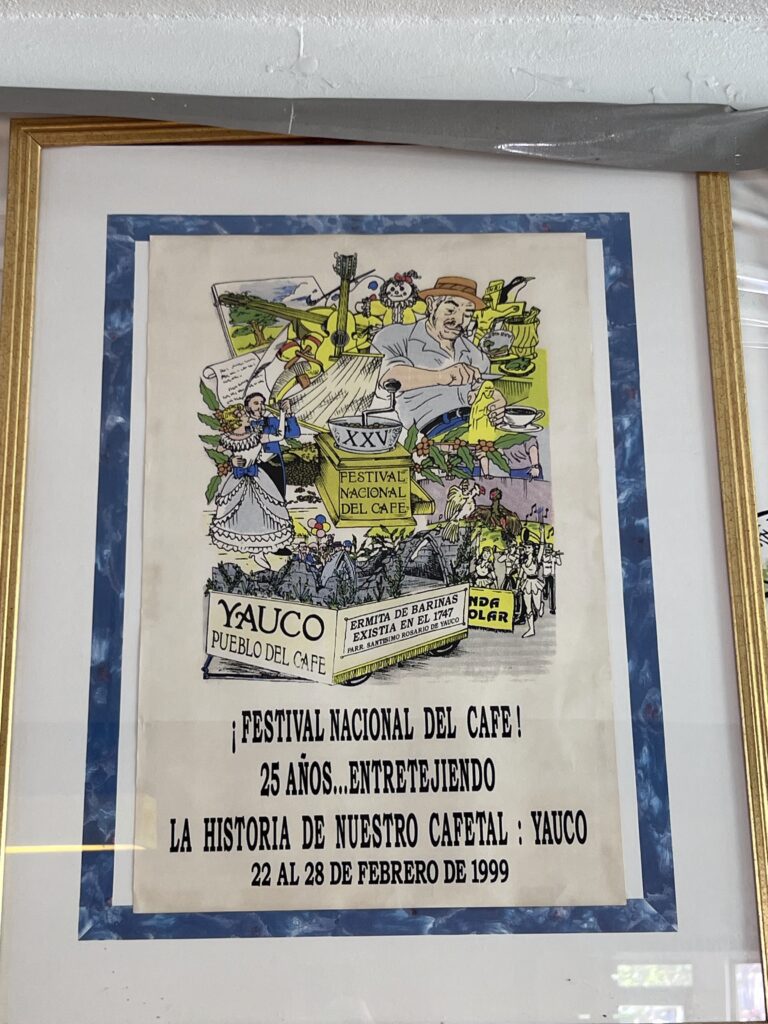 XXV
FESTIVAL
NACIONAL
DEL CAFE
YAUCO
PUEBLO DEL CAFE
ERMITA DE BARINAS
EXISTIA EN EL 1747
PARR. SANTISIMO ROSARIO DE YAUCO
NDA
OLAR
¡FESTIVAL NACIONAL DEL CAFE!
25 AÑOS...ENTRETEJIENDO
LA HISTORIA DE NUESTRO CAFETAL : YAUCO
22 AL 28 DE FEBRERO DE 1999